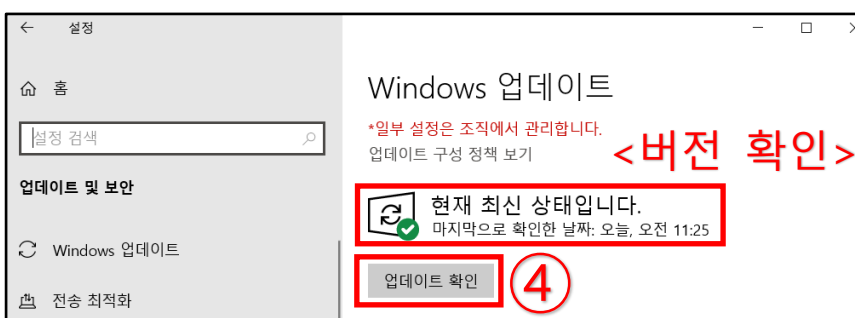 설정
홈
설정 검색
업데이트 및 보안
Windows 업데이트
전송 최적화
Windows 업데이트
*일부 설정은 조직에서 관리합니다.
업데이트 구성 정책 보기
<버전 확인>
현재 최신 상태입니다.
마지막으로 확인한 날짜: 오늘, 오전 11:25
업데이트 확인
④